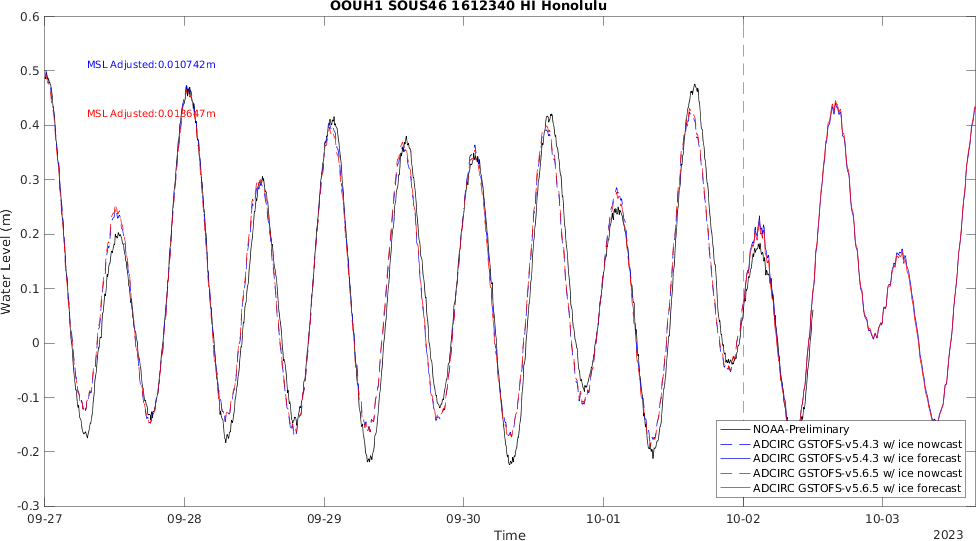 OOUH1 SOUS46 1612340 HI Honolulu
0.6
0.5
0.4
0.3
0.2
0.1
0
-0.1
-0.2
-0.3
Water Level (m)
MSL Adjusted:0.010742m
MSL Adjusted:0.013647m
NOAA-Preliminary
ADCIRC GSTOFS-v5.4.3 w/ ice nowcast
ADCIRC GSTOFS-v5.4.3 w/ ice forecast
ADCIRC GSTOFS-v5.6.5 w/ ice nowcast
ADCIRC GSTOFS-v5.6.5 w/ ice forecast
09-27 09-28 09-29 09-30 10-01 10-02 10-03
Time
2023